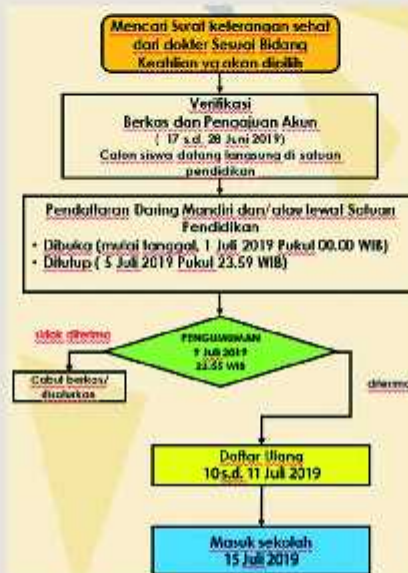 Mencari Surat keterangan sehat
dari dokter Sesuai Bidang
Keahlian yg akan dipilih
Verifikasi
Berkas dan Pengajuan Akun
( 17 s.d. 28 Juni 2019)
Calon siswa datang langsung di satuan
pendidikan
Pendaftaran Daring Mandiri dan/atau lewat Satuan
Pendidikan
• Dibuka (mulai tanggal, 1 Juli 2019 Pukul 00.00 WIB)
• Ditutup ( 5 Juli 2019 Pukul 23.59 WIB)
tidak diterima
PENGUMUMAN
9 Juli 2019
23.55 WIB
Cabut berkas/
disalurkan
diterima
Daftar Ulang
10 s.d. 11 Juli 2019
Masuk sekolah
15 Juli 2019